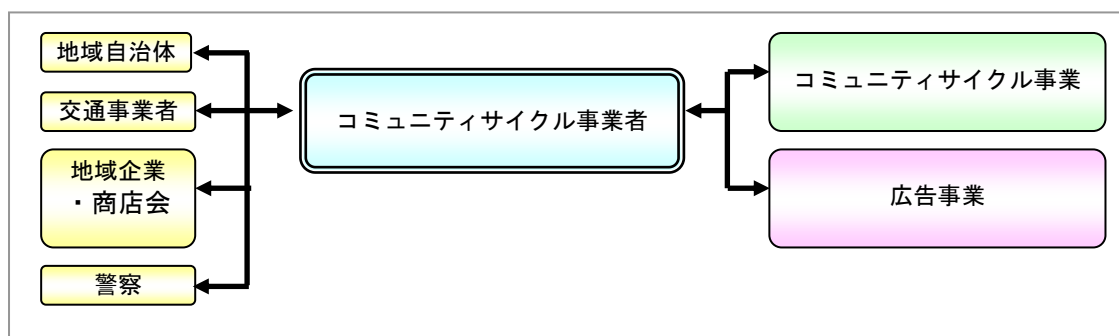 地域自治体
交通事業者
地域企業
・商店会
警察
コミュニティサイクル事業者
コミュニティサイクル事業
広告事業